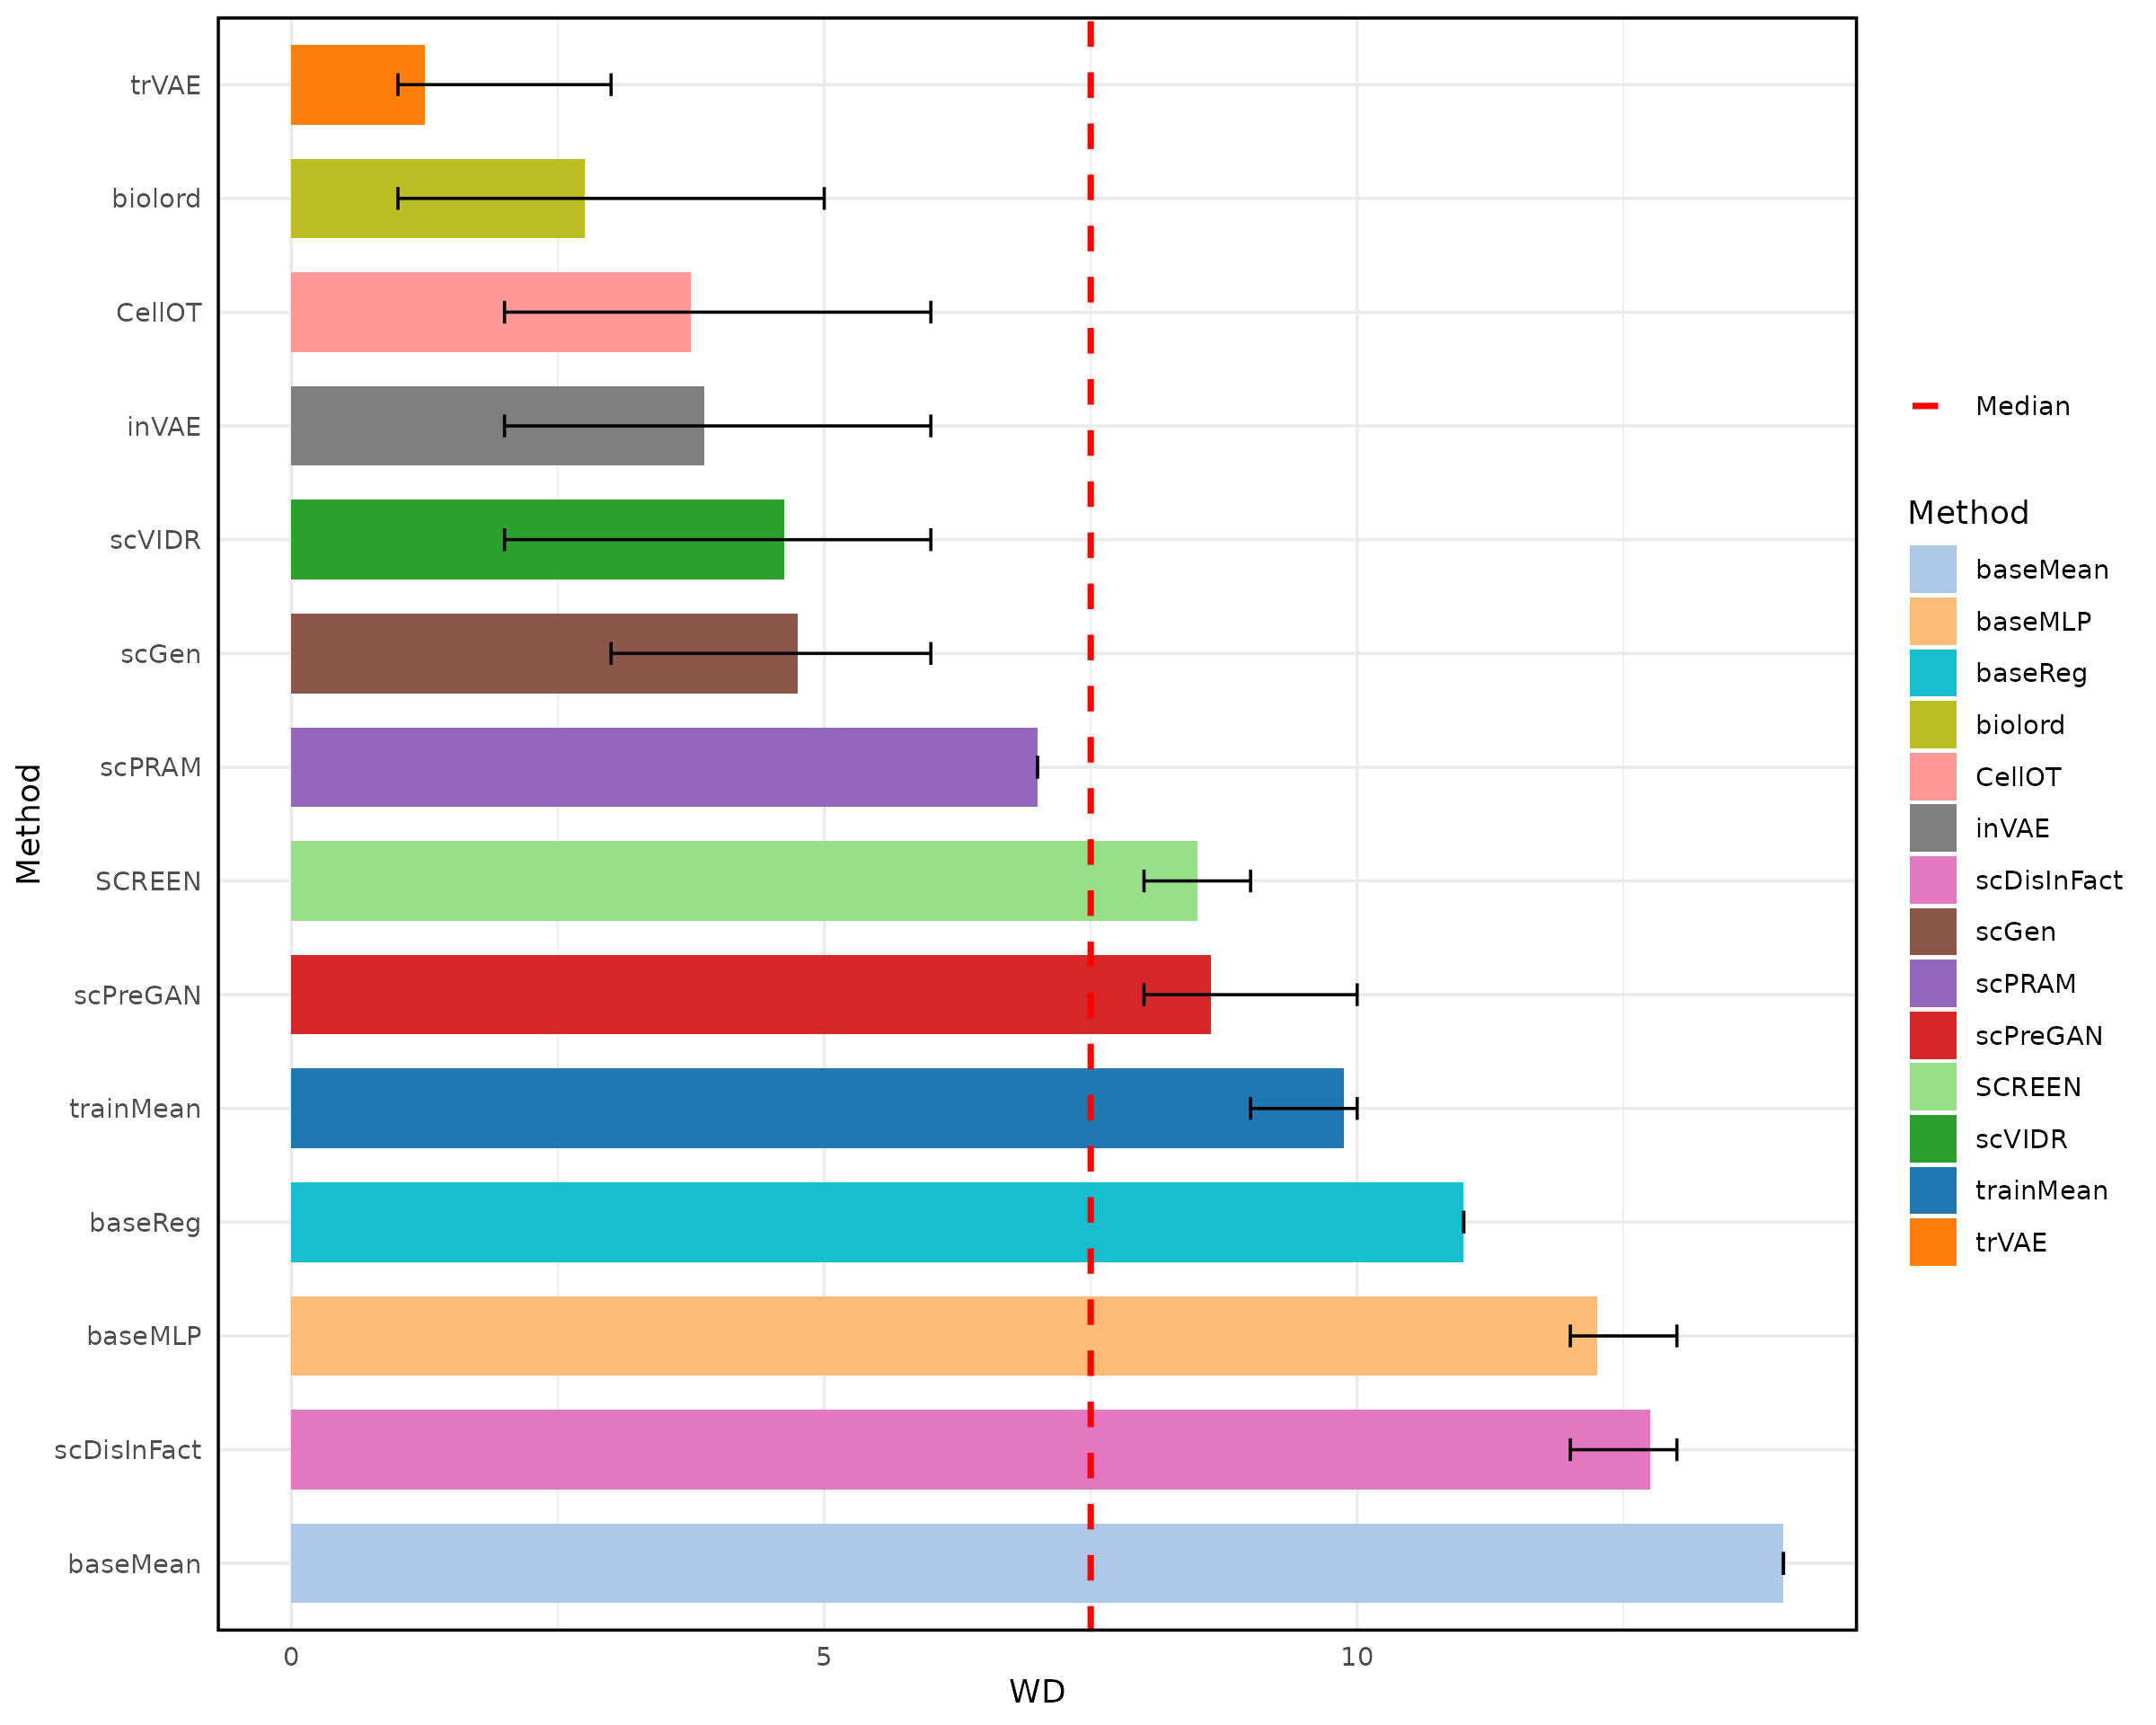 trVAE
biolord
CellOT
inVAE
scVIDR
scGen
scPRAM
SCREEN
scPreGAN
trainMean
baseReg
baseMLP
scDisInFact
baseMean
Method
0 5 10
WD
Median
Method
baseMean
baseMLP
baseReg
biolord
CellOT
inVAE
scDisInFact
scGen
scPRAM
scPreGAN
SCREEN
scVIDR
trainMean
trVAE